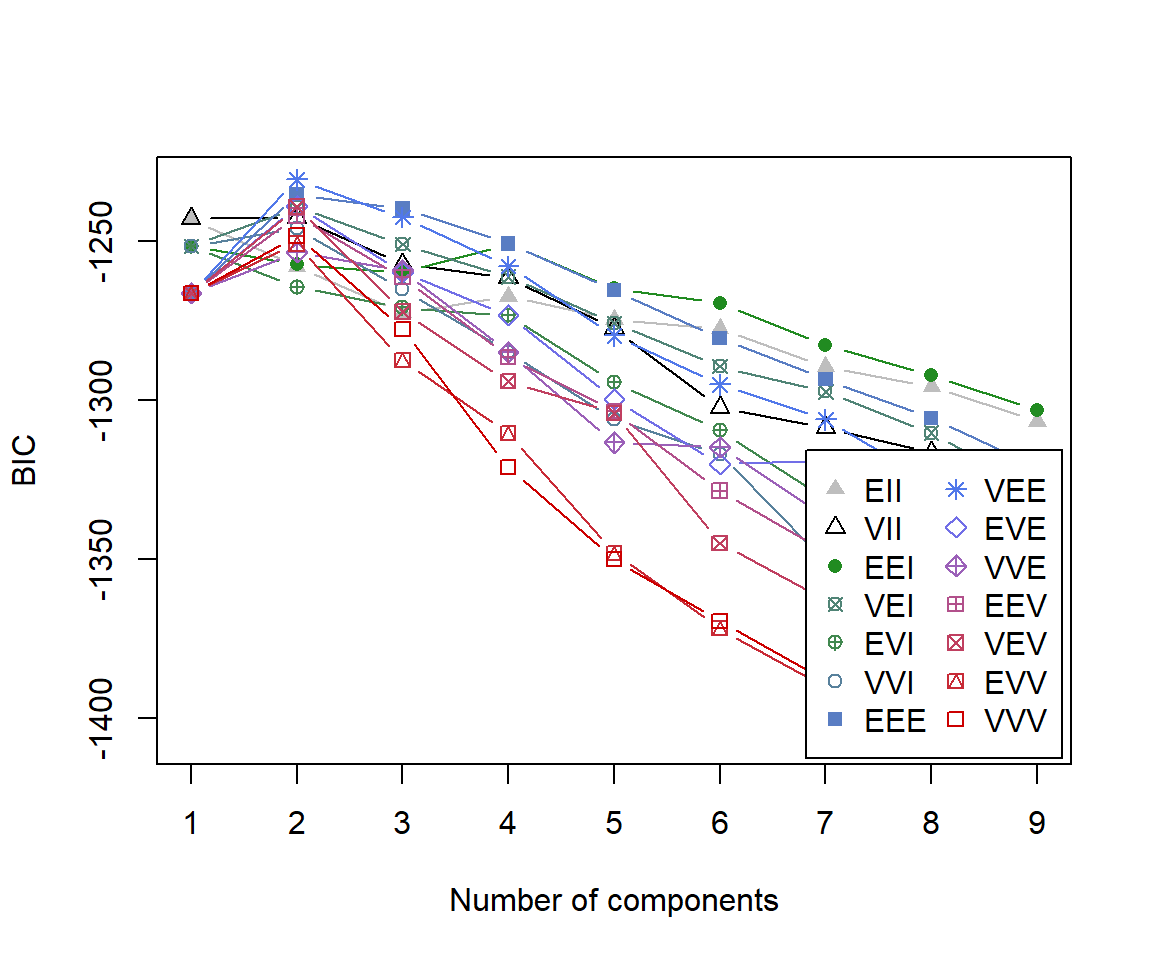 BIC
-1250
-1300
-1350
-1400
EII VEE
VII EVE
EEI VVE
VEI EEV
EVI VEV
VVI EVV
EEE VVV
1 2 3 4 5 6 7 8 9
Number of components